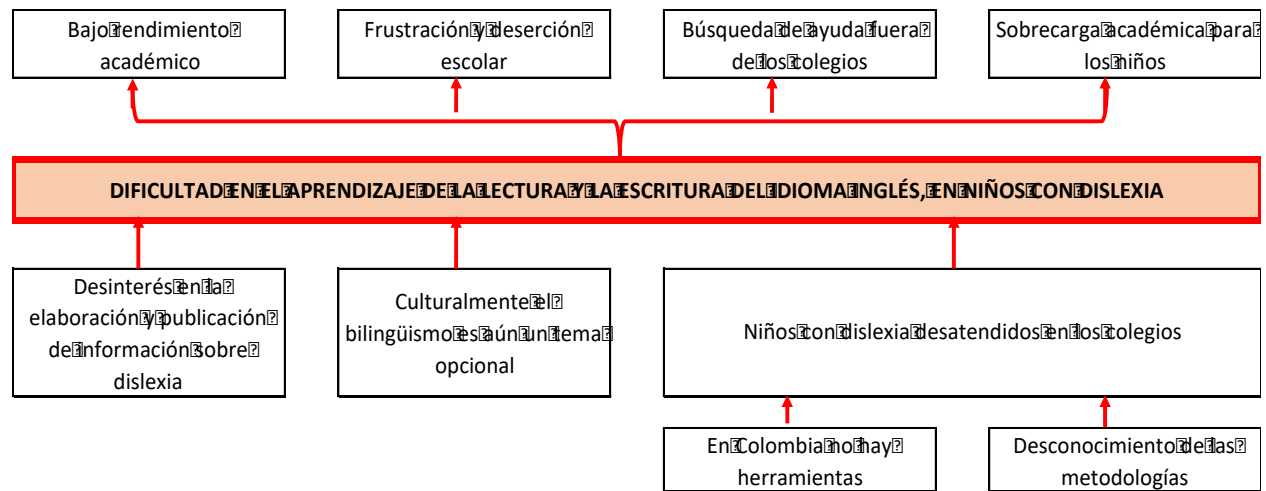 Bajo rendimiento
académico
Frustración y deserción
escolar
Búsqueda de ayuda fuera
de los colegios
Sobrecarga académica para
los niños
DIFICULTAD EN EL APRENDIZAJE DE LA LECTURA Y LA ESCRITURA DEL IDIOMA INGLÉS, EN NIÑOS CON DISLEXIA
Desinterés en la
elaboración y publicación
de información sobre
dislexia
Culturalmente el
bilingüismo es aún un tema
opcional
Niños con dislexia desatendidos en los colegios
En Colombia no hay
herramientas
Desconocimiento de las
metodologías